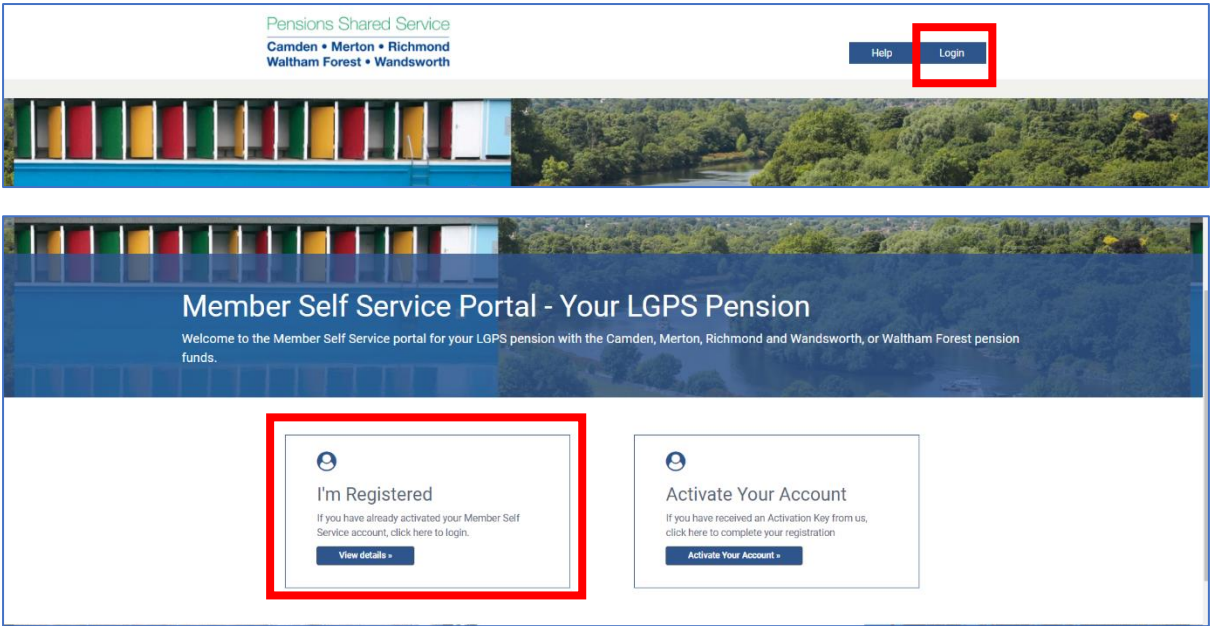 Pensions Shared Service
Camden • Merton • Richmond
Waltham Forest • Wandsworth
Help
Login
Member Self Service Portal - Your LGPS Pension
Welcome to the Member Self Service portal for your LGPS pension with the Camden, Merton, Richmond and Wandsworth, or Waltham Forest pension
funds.
I'm Registered
If you have already activated your Member Self
Service account, click here to login.
View details »
Activate Your Account
If you have received an Activation Key from us,
click here to complete your registration
Activate Your Account »